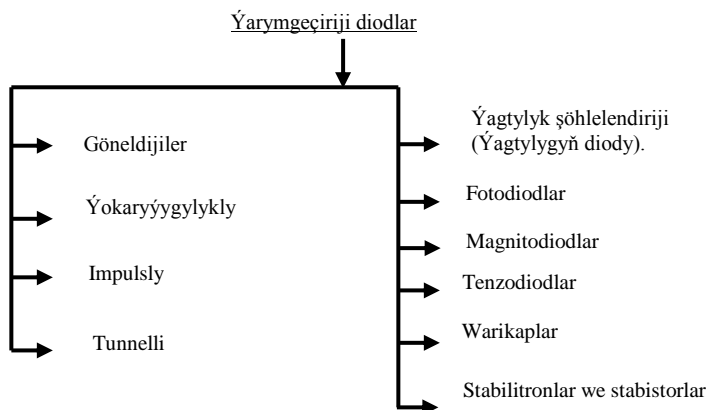 Ýarymgeçiriji diodlar
Göneldijiler
Ýokaryýygylykly
Impulsly
Tunnelli
Ýagtylyk şöhlelendiriji
(Ýagtylygyň diody).
Fotodiodlar
Magnitodiodlar
Tenzodiodlar
Warikaplar
Stabilitronlar we stabistorlar